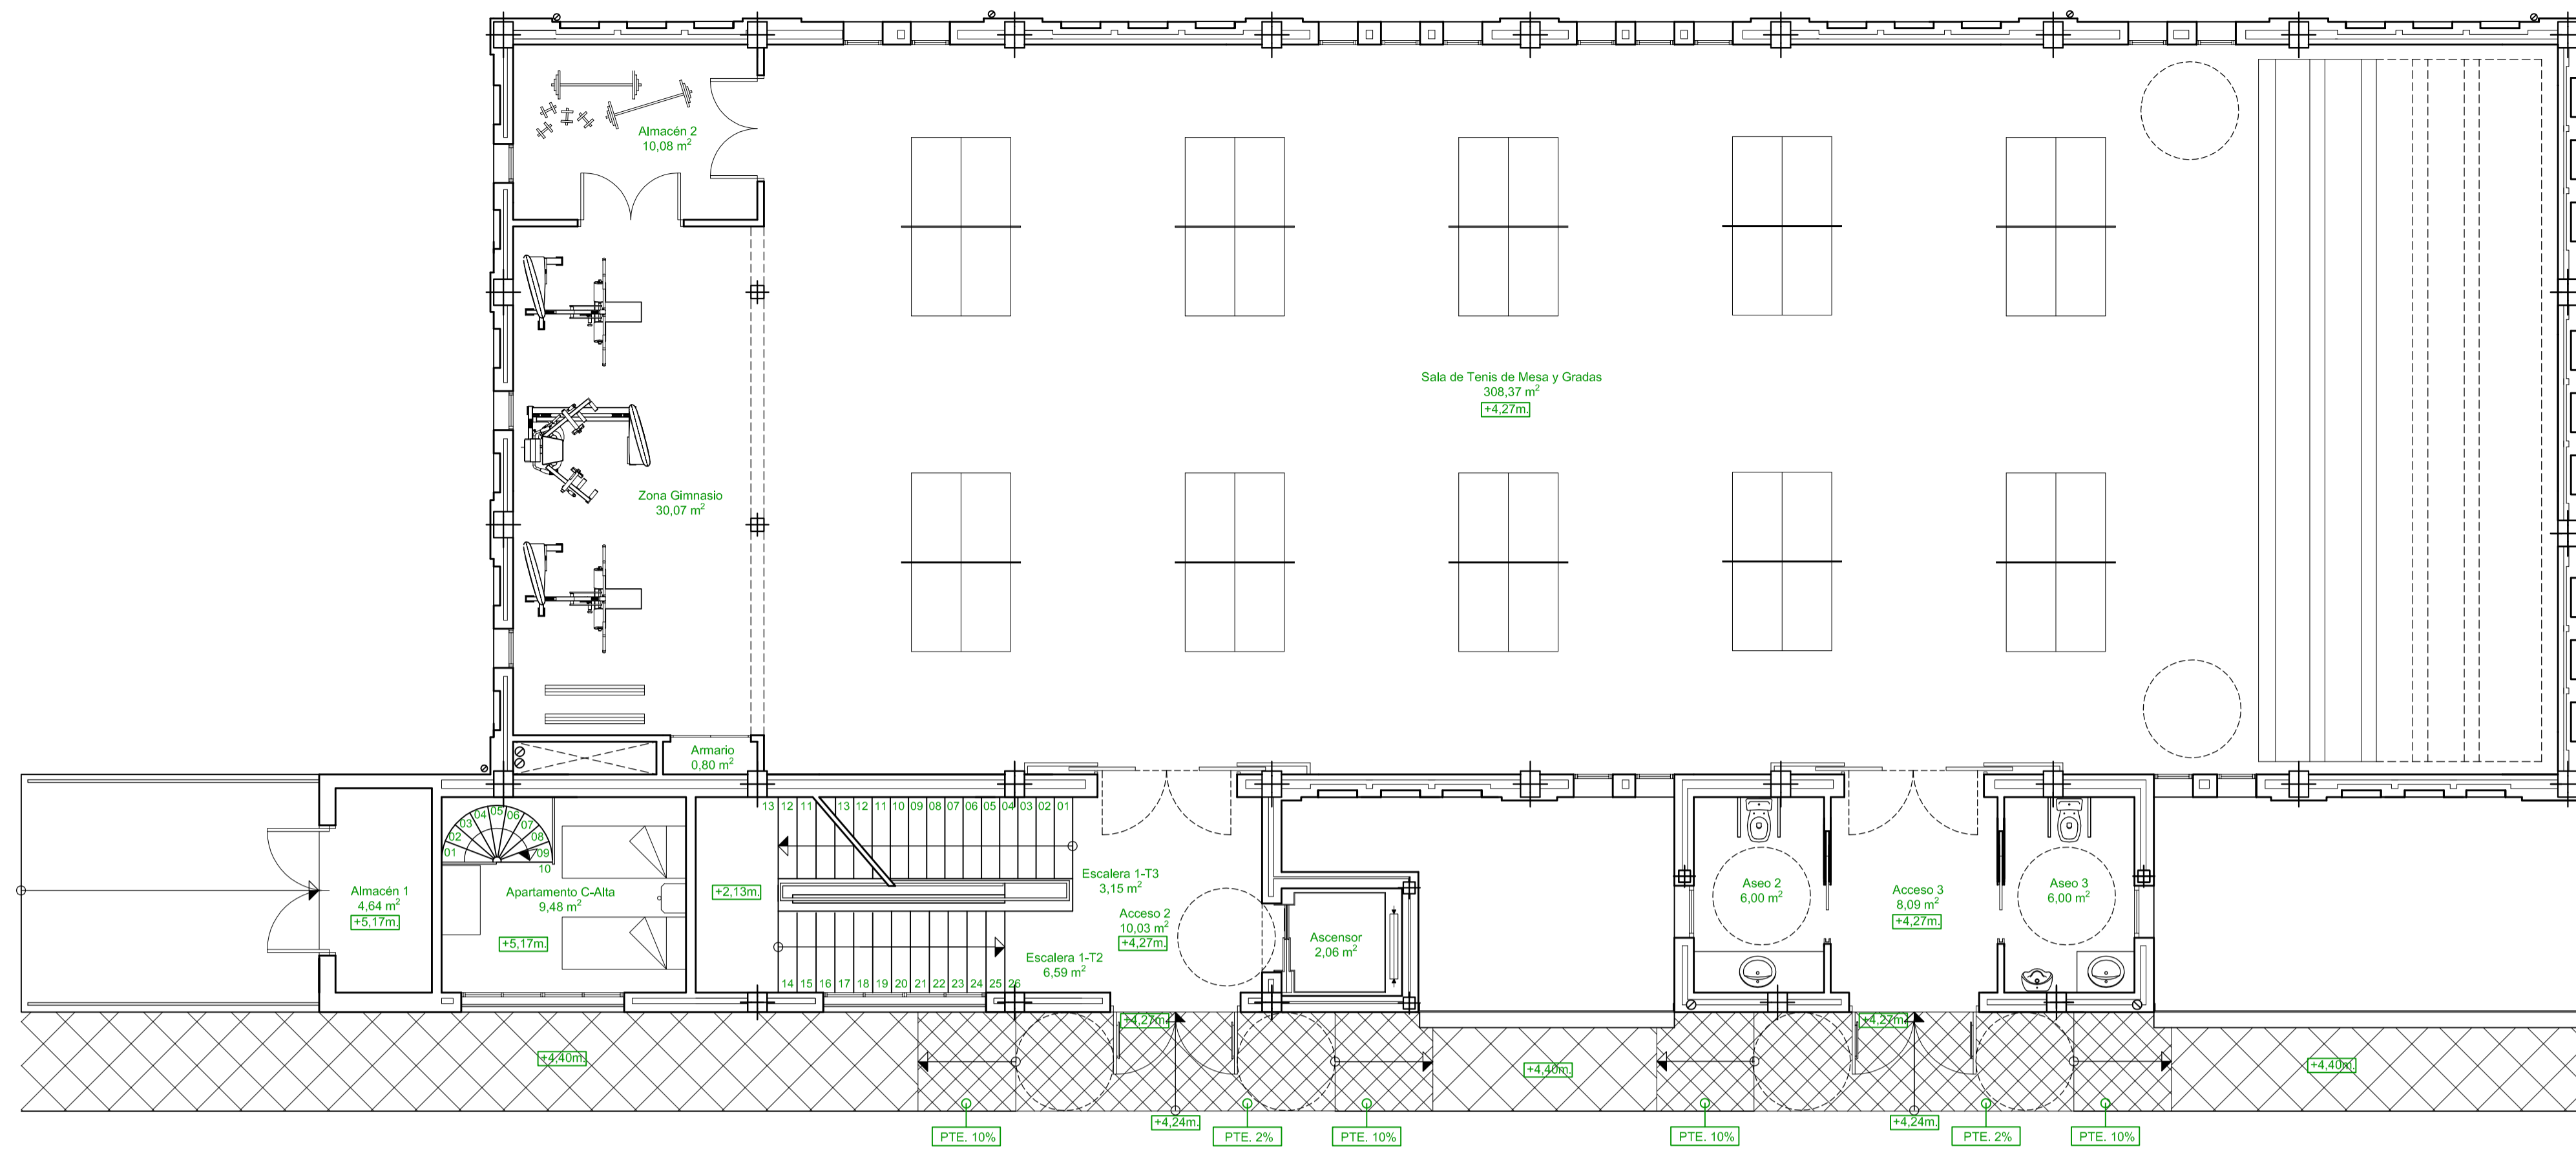 Almacén 2
10,08 m²
Sala de Tenis de Mesa y Gradas
308,37 m²
+4,27m.
Zona Gimnasio
30,07 m²
Armario
0,80 m²
13 12 11 13 12 11 10 09 08 07 06 05 04 03 02 01
01 02 03 04 05 06 07 08 09 10
Almacén 1
4,64 m²
+5,17m.
Apartamento C-Alta
9,48 m²
+5,17m.
+2,13m.
Escalera 1-T3
3,15 m²
Acceso 2
10,03 m²
+4,27m.
Escalera 1-T2
6,59 m²
14 15 16 17 18 19 20 21 22 23 24 25 26
Ascensor
2,06 m²
Aseo 2
6,00 m²
Acceso 3
8,09 m²
+4,27m.
Aseo 3
6,00 m²
+4,27m.
+4,27m.
+4,40m.
+4,40m.
+4,40m.
+4,24m.
+4,24m.
PTE. 10%
PTE. 2%
PTE. 10%
PTE. 10%
PTE. 2%
PTE. 10%